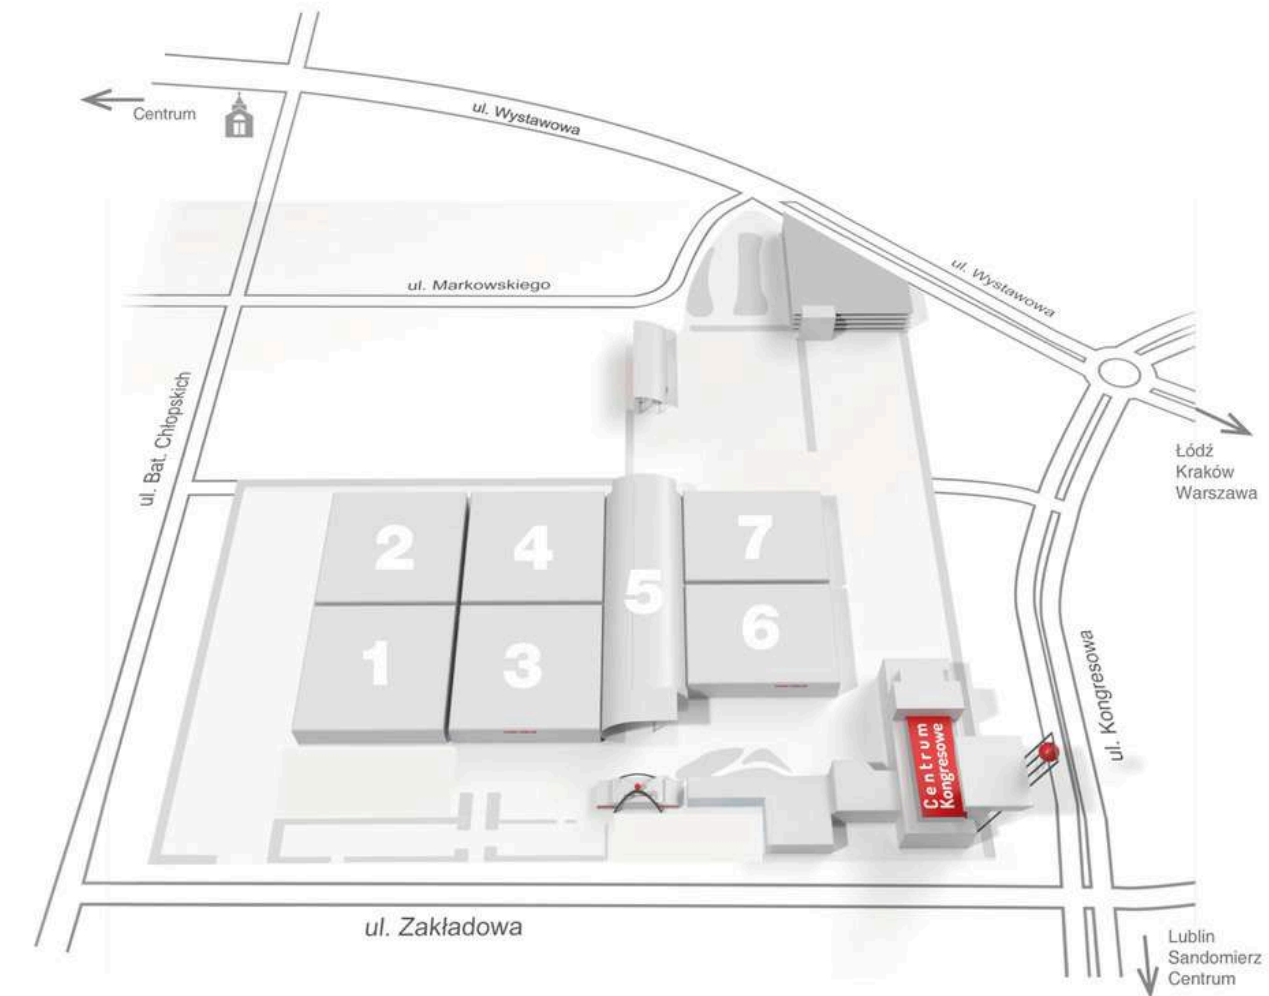 ul. Wystawowa
Centrum
ul. Wystawowa
ul. Markowskiego
ul. Bat. Chłopskich
Łódź
Kraków
Warszawa
2
4
5
7
1
3
6
ul. Kongresowa
Centrum
Kongresowe
ul. Zakładowa
Lublin
Sandomierz
Centrum